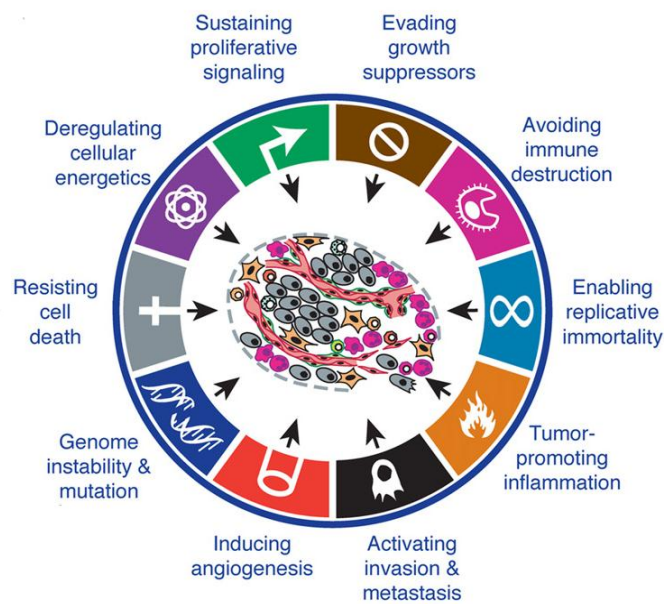 Sustaining
proliferative
signaling
Evading
growth
suppressors
Avoiding
immune
destruction
Enabling
replicative
immortality
Tumor-
promoting
inflammation
Activating
invasion &
metastasis
Inducing
angiogenesis
Genome
instability &
mutation
Resisting
cell
death
Deregulating
cellular
energetics